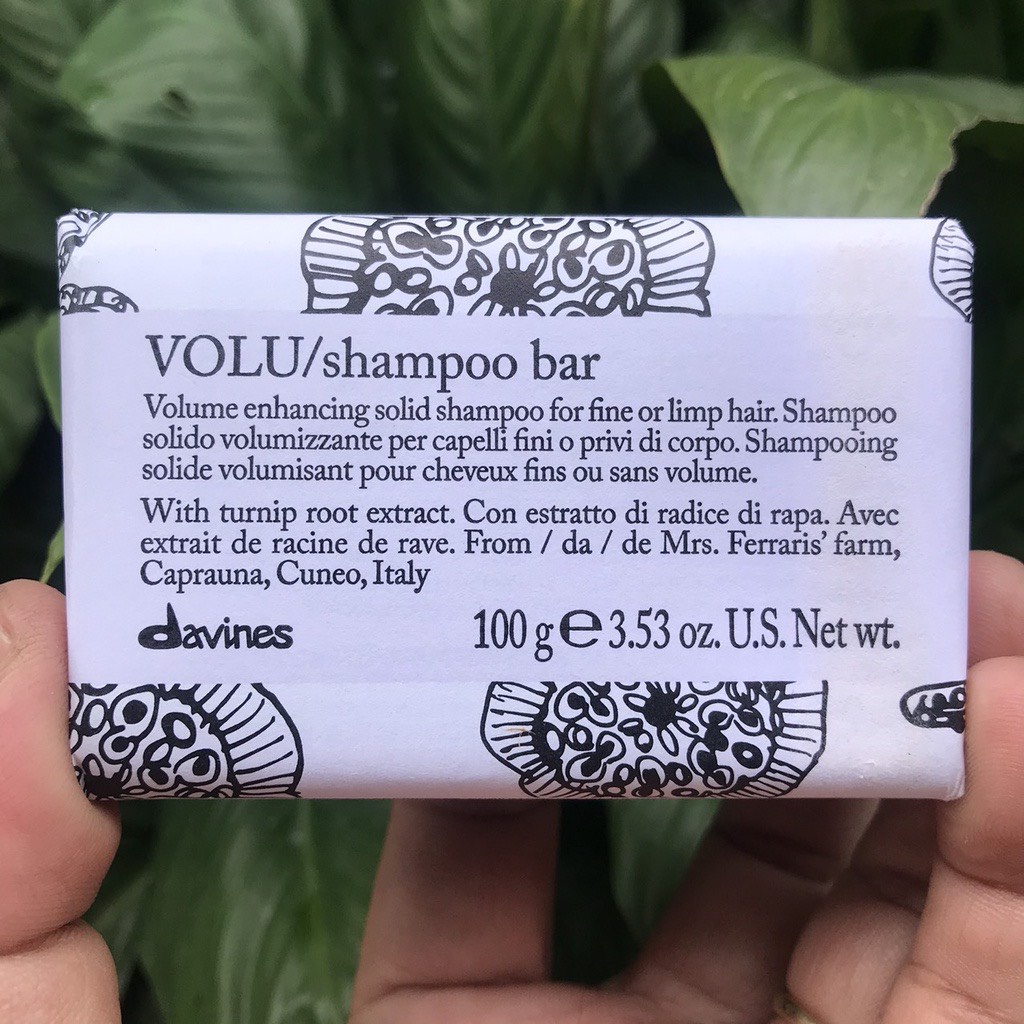 VOLU/shampoo bar
Volume enhancing solid shampoo for fine or limp hair. Shampoo
solido volumizzante per capelli fini o privi di corpo. Shampooing
solide volumisant pour cheveux fins ou sans volume.
With turnip root extract. Con estratto di radice di rapa. Avec
extrait de racine de rave. From / da / de Mrs. Ferraris' farm,
Caprauna, Cuneo, Italy
davines
100 g ℮ 3.53 oz. U.S. Net wt.